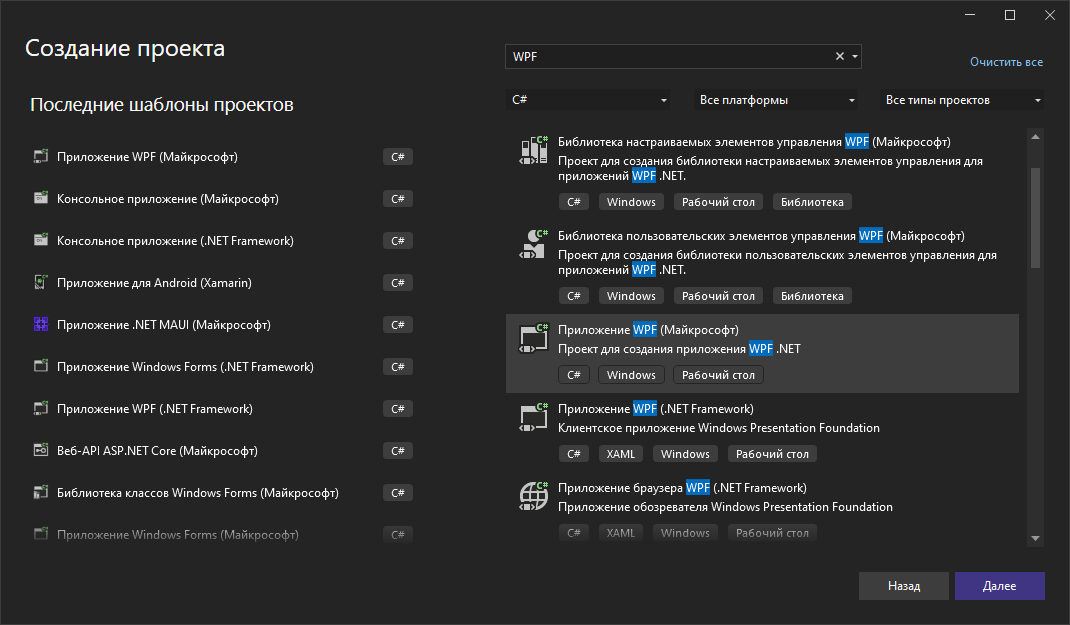 Создание проекта
WPF
Очистить все
C#
Все платформы
Все типы проектов
Последние шаблоны проектов
Приложение WPF (Майкрософт)
C#
Консольное приложение (Майкрософт)
C#
Консольное приложение (.NET Framework)
C#
Приложение для Android (Xamarin)
C#
Приложение .NET MAUI (Майкрософт)
C#
Приложение Windows Forms (.NET Framework)
C#
Приложение WPF (.NET Framework)
C#
Веб-API ASP.NET Core (Майкрософт)
C#
Библиотека классов Windows Forms (Майкрософт)
C#
Приложение Windows Forms (Майкрософт)
C#
Библиотека настраиваемых элементов управления WPF (Майкрософт)
Проект для создания библиотеки настраиваемых элементов управления для
приложений WPF .NET.
C# Windows Рабочий стол Библиотека
Библиотека пользовательских элементов управления WPF (Майкрософт)
Проект для создания библиотеки пользовательских элементов управления для
приложений WPF .NET.
C# Windows Рабочий стол Библиотека
Приложение WPF (Майкрософт)
Проект для создания приложения WPF .NET
C# Windows Рабочий стол
Приложение WPF (.NET Framework)
Клиентское приложение Windows Presentation Foundation
C# XAML Windows Рабочий стол
Приложение браузера WPF (.NET Framework)
Приложение обозревателя Windows Presentation Foundation
C# XAML Windows Рабочий стол
Назад
Далее